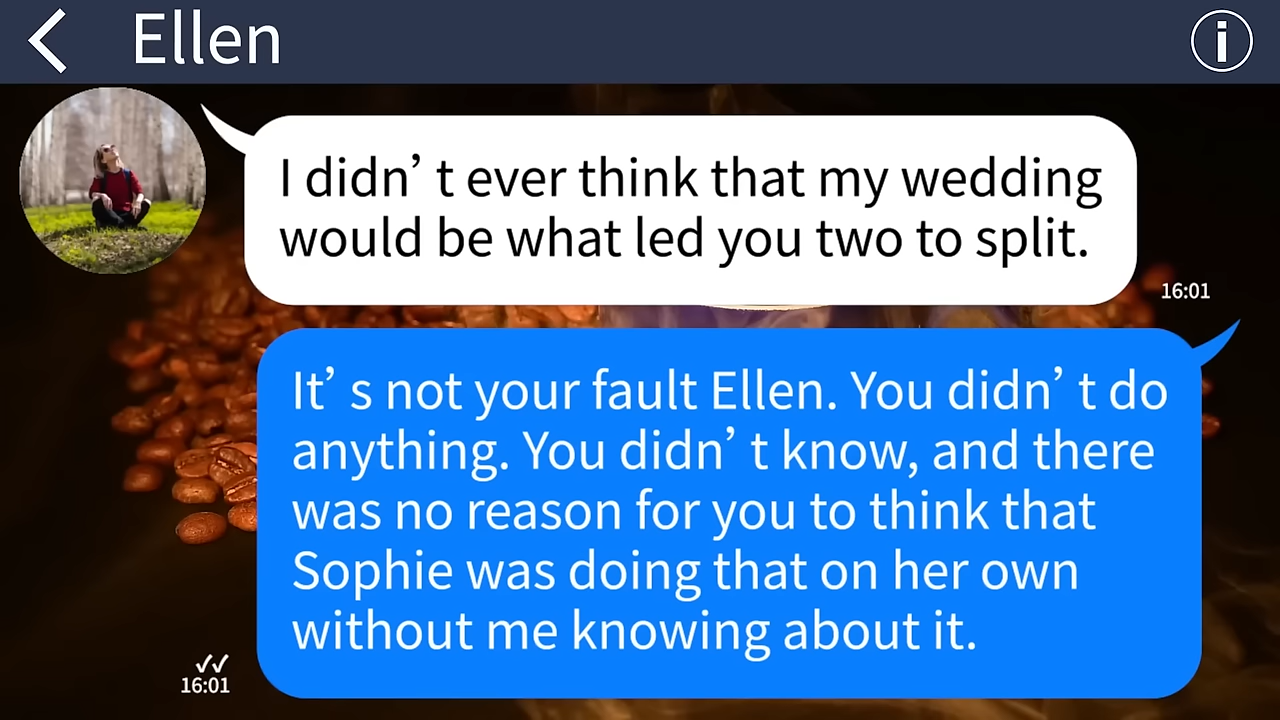 Ellen
I didn’t ever think that my wedding
would be what led you two to split.
16:01
It’s not your fault Ellen. You didn’t do
anything. You didn’t know, and there
was no reason for you to think that
Sophie was doing that on her own
without me knowing about it.
16:01